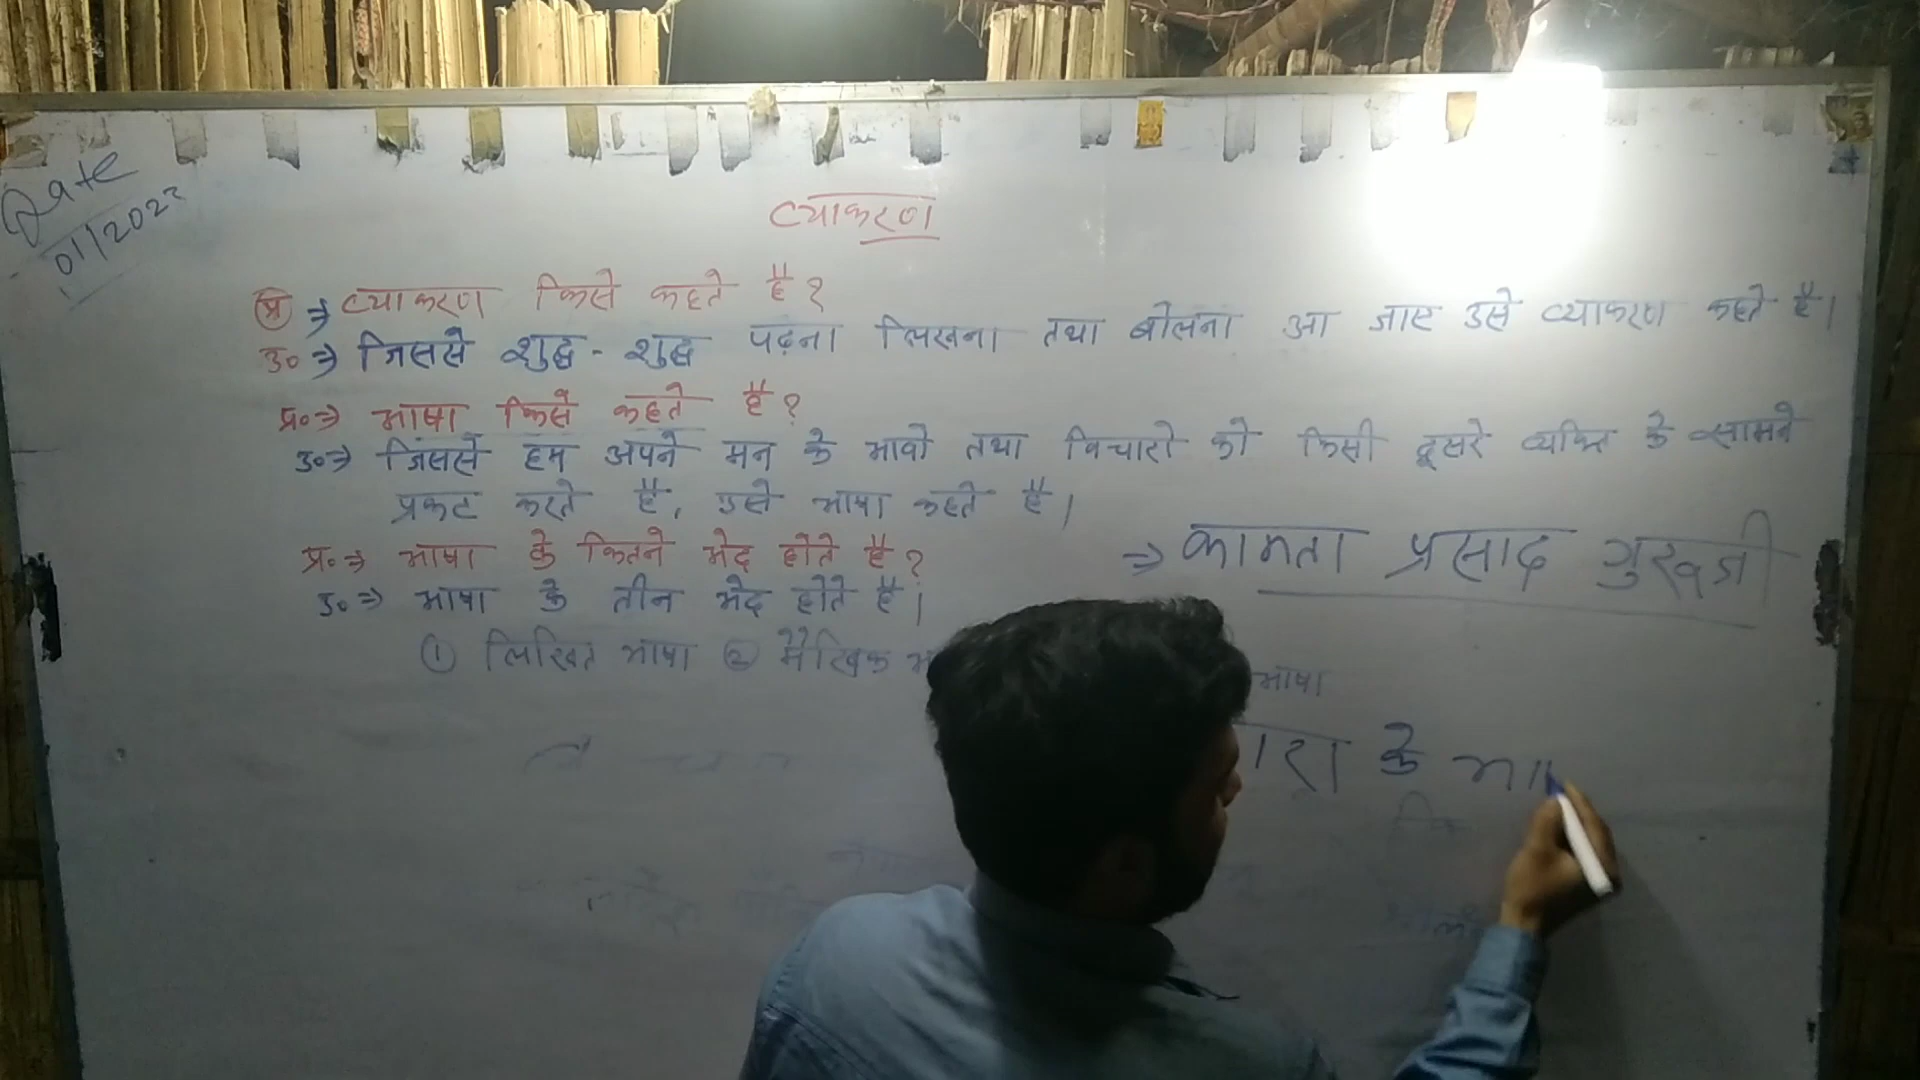 Date
01/202
व्याकरण
प्र ⇒ व्याकरण किसे कहते है ?
उ० ⇒ जिससे शुद्ध - शुद्ध पढ़ना लिखना तथा बोलना आ जाए उसे व्याकरण कहते है।
प्र० ⇒ भाषा किसे कहते है ?
उ० ⇒ जिससे हम अपने मन के भावो तथा विचारो को किसी दूसरे व्यक्ति के सामने
प्रकट करते है, उसे भाषा कहते है।
प्र० ⇒ भाषा के कितने भेद होते है ?
⇒ कामता प्रसाद गुरूजी
उ० ⇒ भाषा के तीन भेद होते है।
① लिखित भाषा ② मौखिक भाषा
के